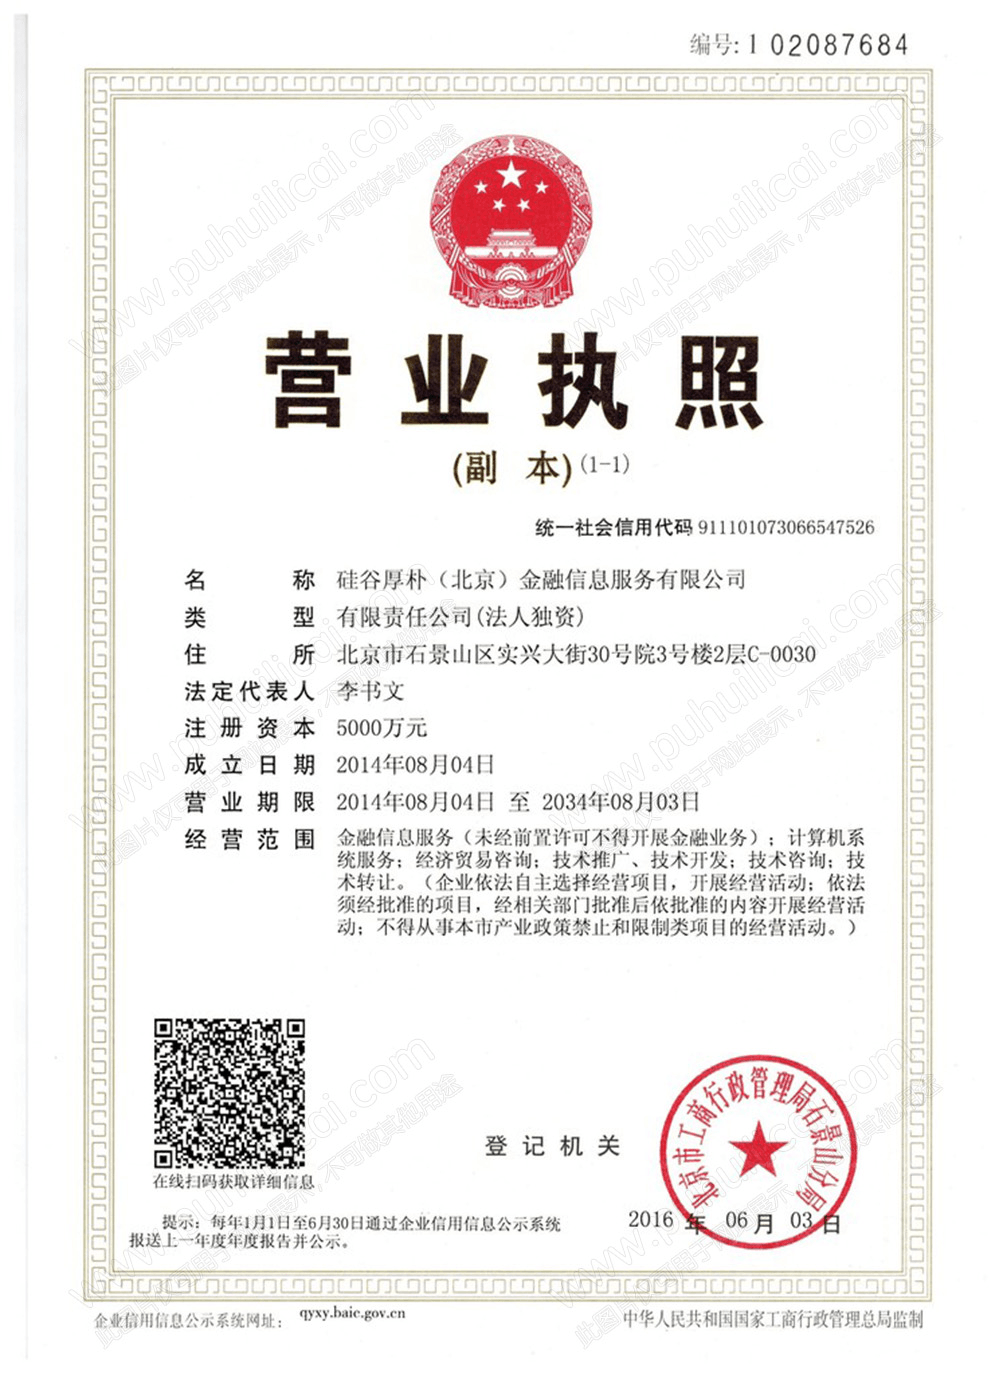 编号: 1 02087684
营业执照
(副 本) (1-1)
统一社会信用代码 911101073066547526
名 称 硅谷厚朴（北京）金融信息服务有限公司
类 型 有限责任公司(法人独资)
住 所 北京市石景山区实兴大街30号院3号楼2层C-0030
法定代表人 李书文
注册资本 5000万元
成立日期 2014年08月04日
营业期限 2014年08月04日 至 2034年08月03日
经营范围 金融信息服务（未经前置许可不得开展金融业务）；计算机系
统服务；经济贸易咨询；技术推广、技术开发；技术咨询；技
术转让。（企业依法自主选择经营项目，开展经营活动；依法
须经批准的项目，经相关部门批准后依批准的内容开展经营活
动；不得从事本市产业政策禁止和限制类项目的经营活动。）
在线扫码获取详细信息
登记机关
北京市工商行政管理局石景山分局
2016 年 06 月 03 日
提示：每年1月1日至6月30日通过企业信用信息公示系统
报送上一年度年度报告并公示。
企业信用信息公示系统网址： qyxy.baic.gov.cn
中华人民共和国国家工商行政管理总局监制
www.puhuilicai.com
此图片仅可用于网站展示，不可做其他用途